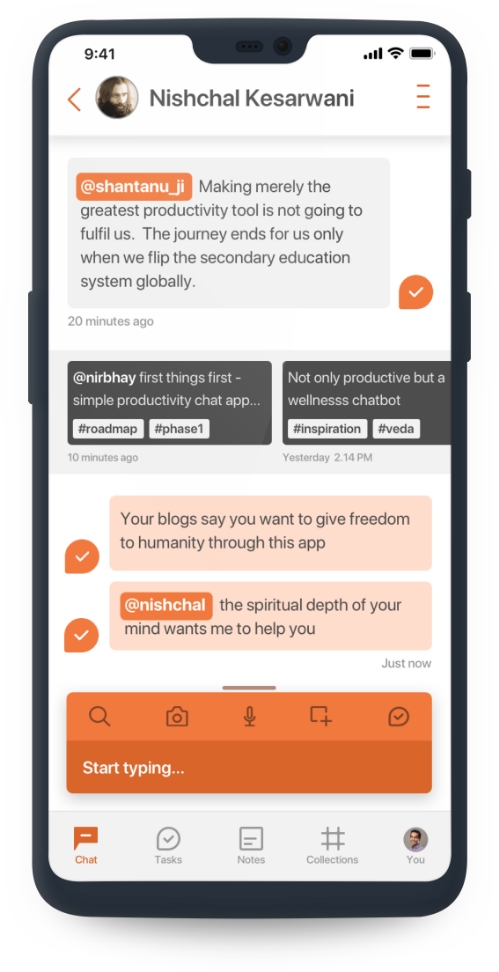 9:41
Nishchal Kesarwani
@shantanu_ji Making merely the
greatest productivity tool is not going to
fulfil us. The journey ends for us only
when we flip the secondary education
system globally.
20 minutes ago
@nirbhay first things first -
simple productivity chat app...
#roadmap #phase1
10 minutes ago
Not only productive but a
wellnesss chatbot
#inspiration #veda
Yesterday 2.14 PM
Your blogs say you want to give freedom
to humanity through this app
@nishchal the spiritual depth of your
mind wants me to help you
Just now
Start typing...
Chat Tasks Notes Collections You